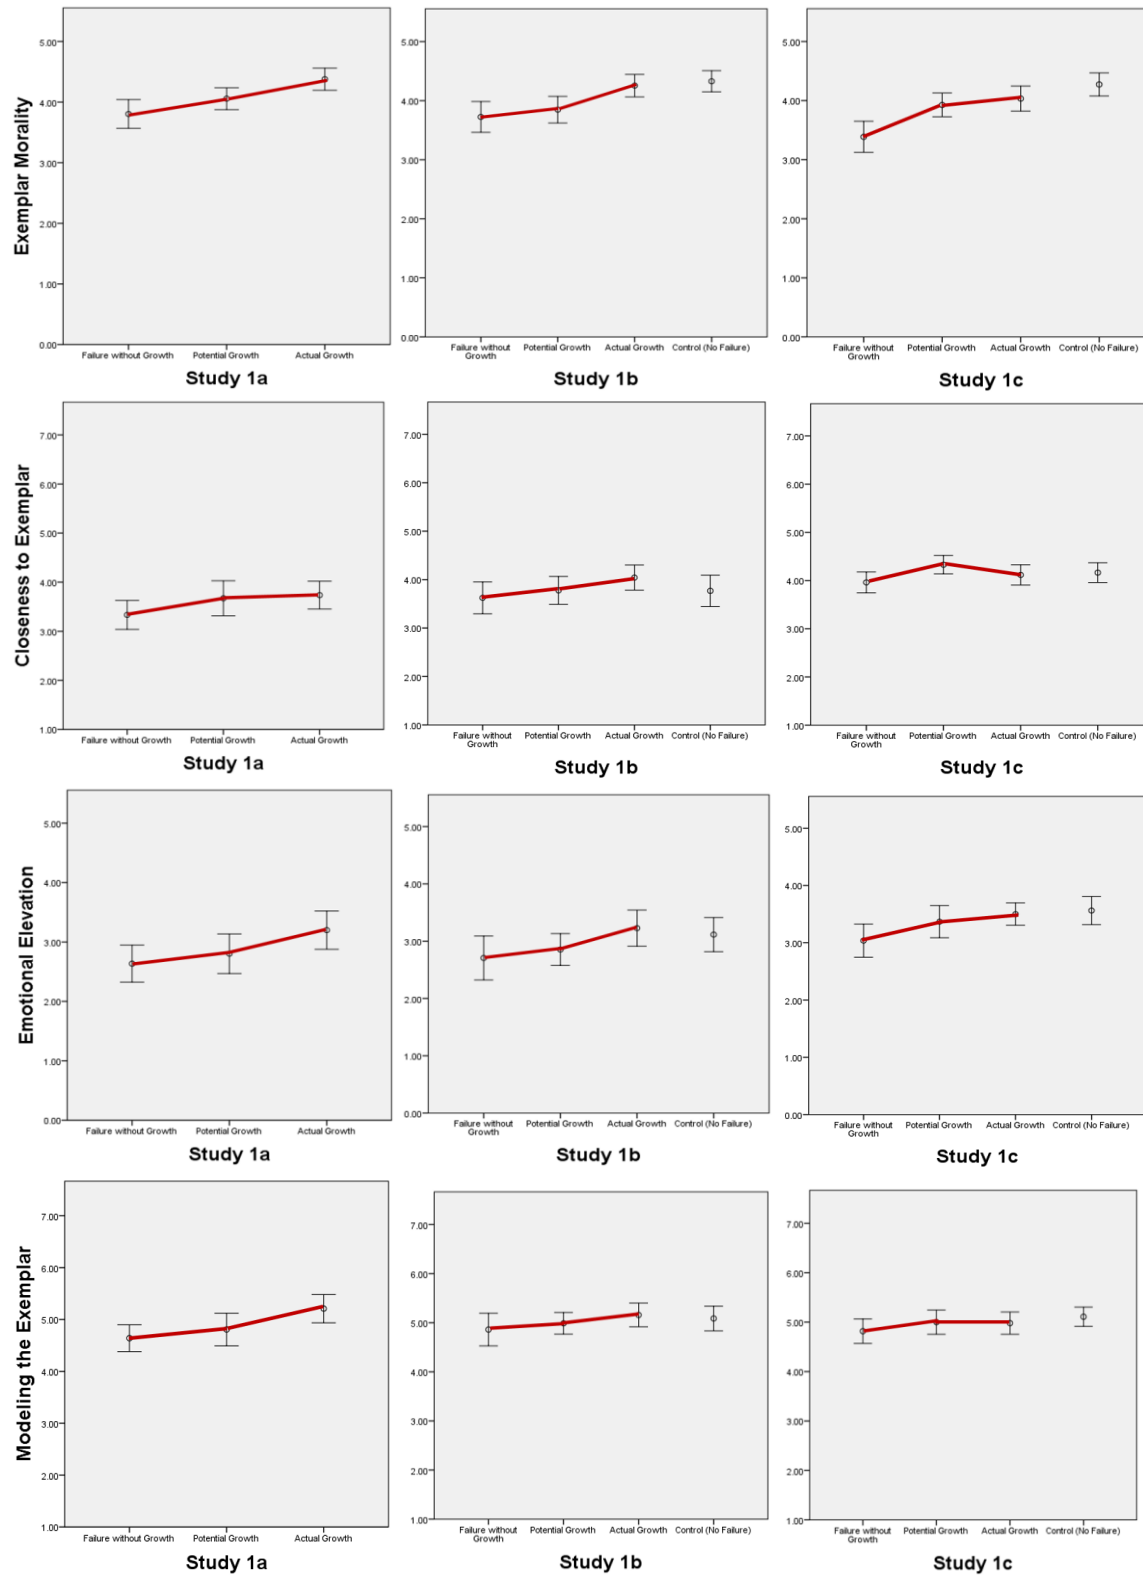 Exemplar Morality
5.00
4.00
3.00
2.00
1.00
0.00
Failure without Growth Potential Growth Actual Growth
Study 1a
5.00
4.00
3.00
2.00
1.00
0.00
Failure without Growth Potential Growth Actual Growth Control (No Failure)
Study 1b
5.00
4.00
3.00
2.00
1.00
0.00
Failure without Growth Potential Growth Actual Growth Control (No Failure)
Study 1c
Closeness to Exemplar
7.00
6.00
5.00
4.00
3.00
2.00
1.00
Failure without Growth Potential Growth Actual Growth
Study 1a
7.00
6.00
5.00
4.00
3.00
2.00
1.00
Failure without Growth Potential Growth Actual Growth Control (No Failure)
Study 1b
7.00
6.00
5.00
4.00
3.00
2.00
1.00
Failure without Growth Potential Growth Actual Growth Control (No Failure)
Study 1c
Emotional Elevation
5.00
4.00
3.00
2.00
1.00
0.00
Failure without Growth Potential Growth Actual Growth
Study 1a
5.00
4.00
3.00
2.00
1.00
0.00
Failure without Growth Potential Growth Actual Growth Control (No Failure)
Study 1b
5.00
4.00
3.00
2.00
1.00
0.00
Failure without Growth Potential Growth Actual Growth Control (No Failure)
Study 1c
Modeling the Exemplar
7.00
6.00
5.00
4.00
3.00
2.00
1.00
Failure without Growth Potential Growth Actual Growth
Study 1a
7.00
6.00
5.00
4.00
3.00
2.00
1.00
Failure without Growth Potential Growth Actual Growth Control (No Failure)
Study 1b
7.00
6.00
5.00
4.00
3.00
2.00
1.00
Failure without Growth Potential Growth Actual Growth Control (No Failure)
Study 1c